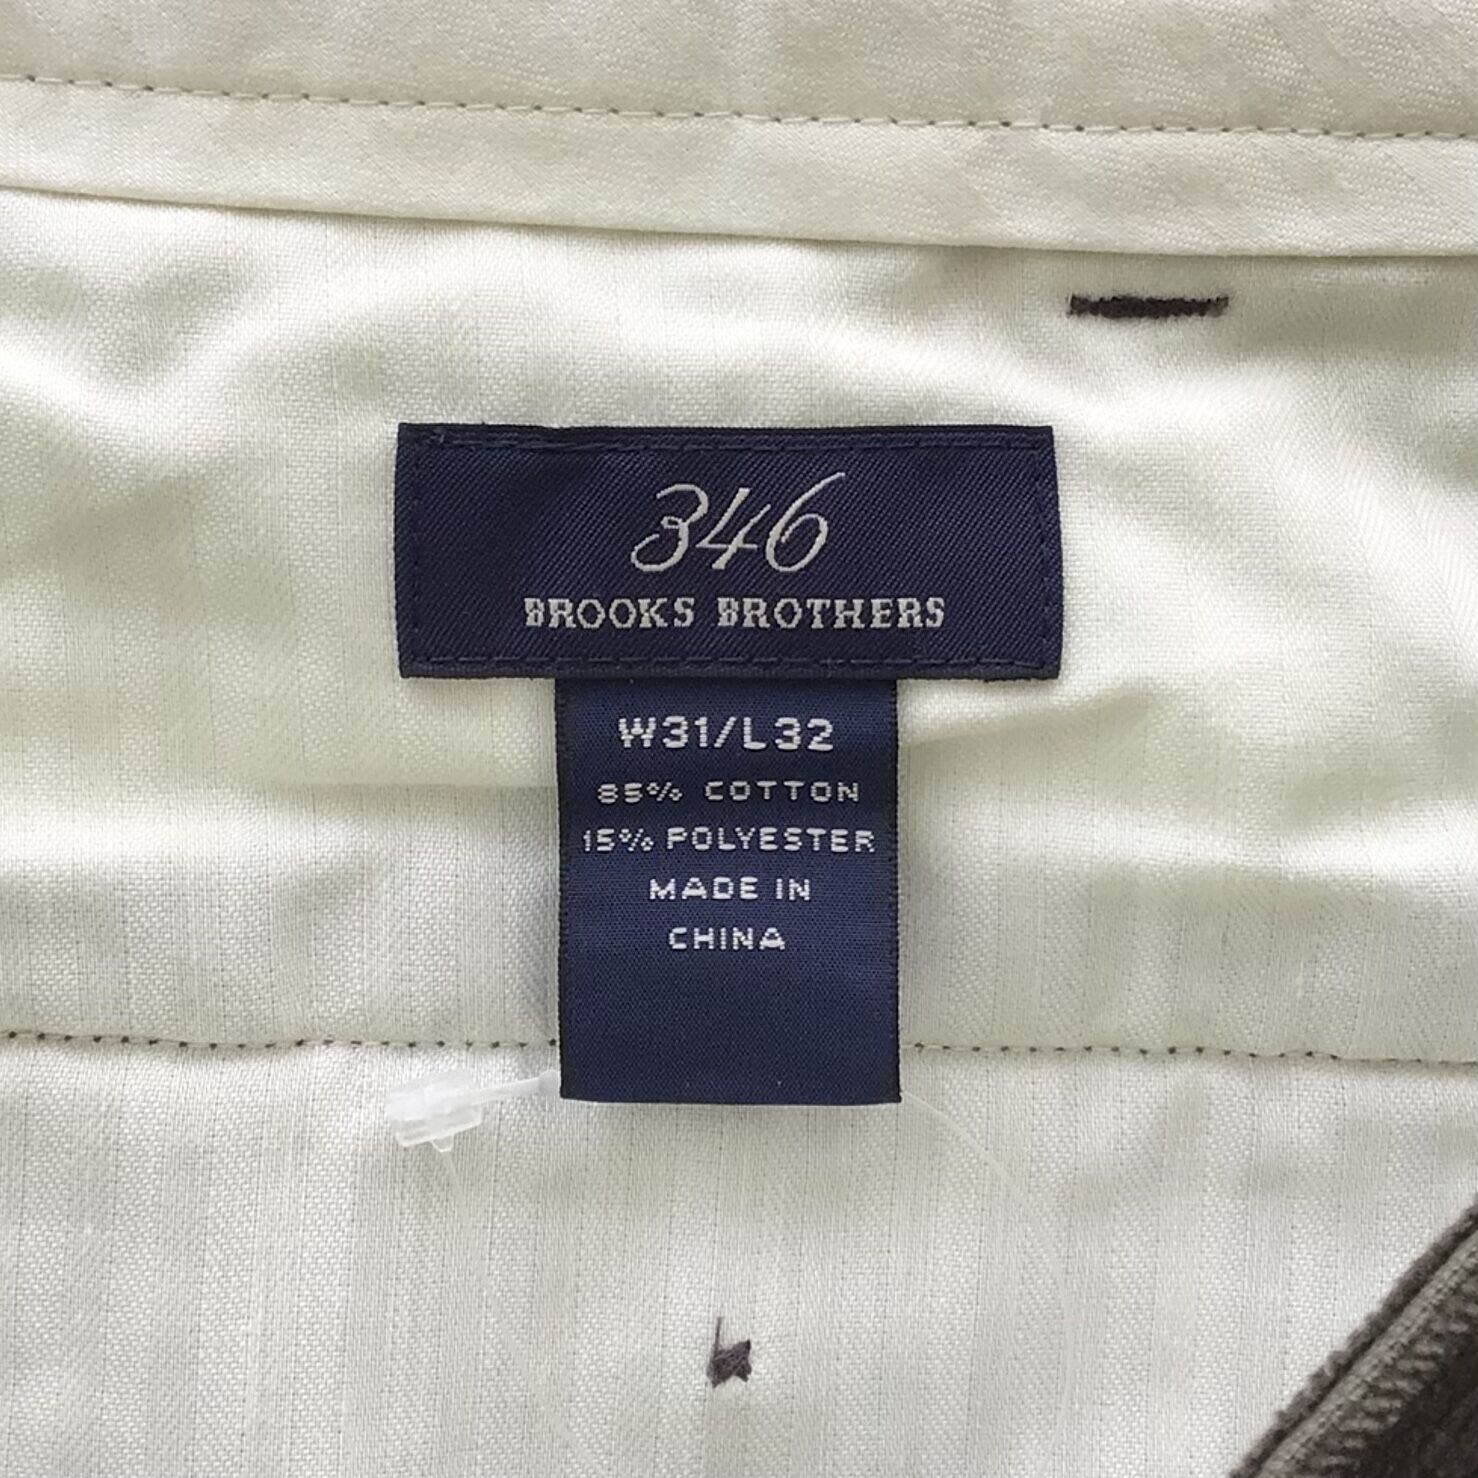 346
BROOKS BROTHERS
W31/L32
85% COTTON
15% POLYESTER
MADE IN
CHINA